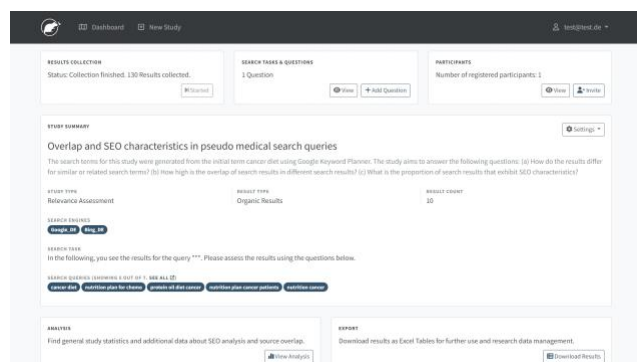 Dashboard New Study test@test.de
RESULTS COLLECTION
Status: Collection finished. 130 Results collected.
Started
SEARCH TASKS & QUESTIONS
1 Question
View + Add Question
PARTICIPANTS
Number of registered participants: 1
View Invite
STUDY SUMMARY
Settings
Overlap and SEO characteristics in pseudo medical search queries
The search terms for this study were generated from the initial term cancer diet using Google Keyword Planner. The study aims to answer the following questions: (a) How do the results differ
for similar or related search terms? (b) How high is the overlap of search results in different search results? (c) What is the proportion of search results that exhibit SEO characteristics?
STUDY TYPE
Relevance Assessment
RESULT TYPE
Organic Results
RESULT COUNT
10
SEARCH ENGINES
Google_DE Bing_DE
SEARCH TASK
In the following, you see the results for the query "". Please assess the results using the questions below.
SEARCH QUERIES (SHOWING 5 OUT OF 7. SEE ALL):
cancer diet nutrition plan for chemo protein oil diet cancer nutrition plan cancer patients nutrition cancer
ANALYSIS
Find general study statistics and additional data about SEO analysis and source overlap.
View Analysis
EXPORT
Download results as Excel Tables for further use and research data management.
Download Results